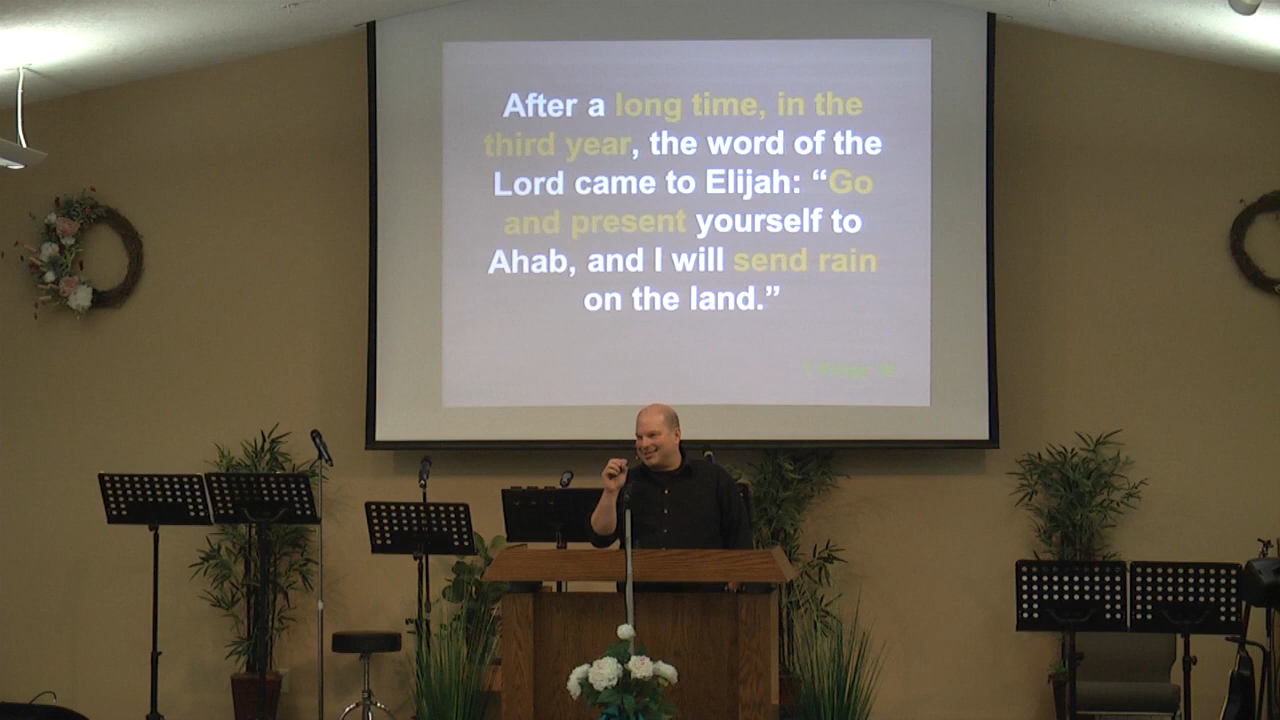 After a long time, in the
third year, the word of the
Lord came to Elijah: “Go
and present yourself to
Ahab, and I will send rain
on the land.”